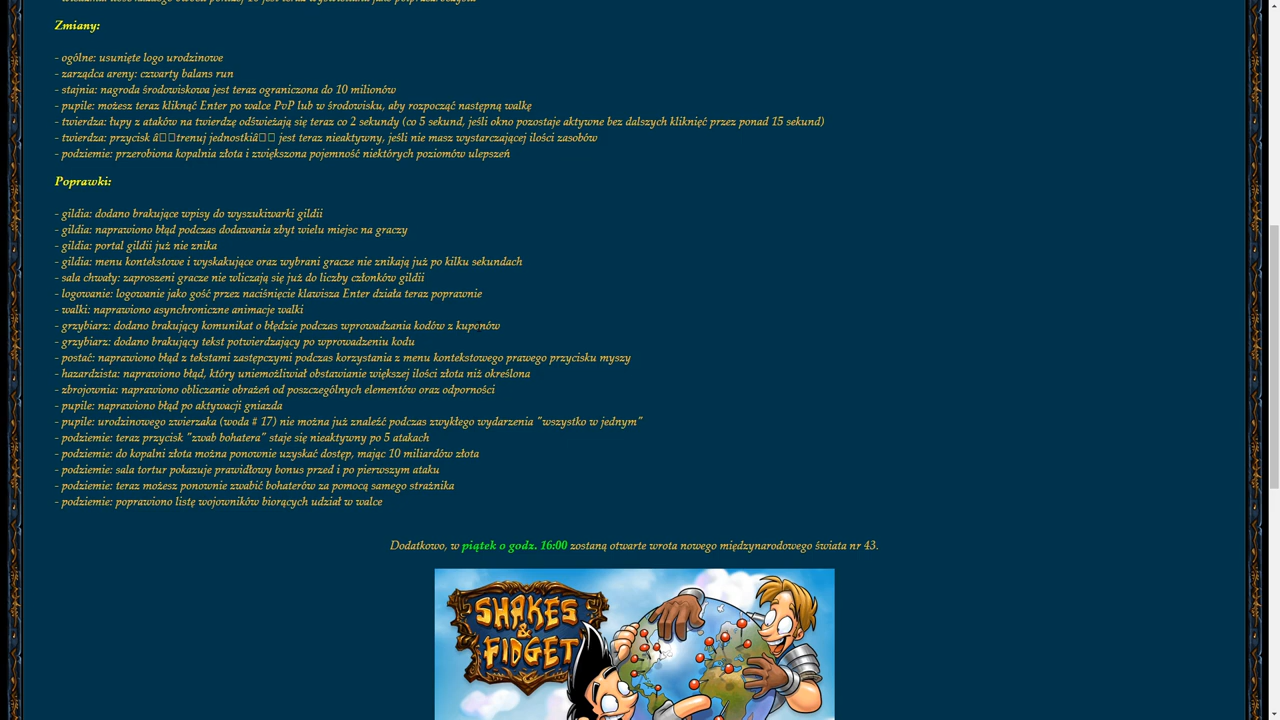 Zmiany:
- ogólne: usunięte logo urodzinowe
- zarządca areny: czwarty balans run
- stajnia: nagroda środowiskowa jest teraz ograniczona do 10 milionów
- pupile: możesz teraz kliknąć Enter po walce PvP lub w środowisku, aby rozpocząć następną walkę
- twierdza: łupy z ataków na twierdzę odświeżają się teraz co 2 sekundy (co 5 sekund, jeśli okno pozostaje aktywne bez dalszych kliknięć przez ponad 15 sekund)
- twierdza: przycisk âtrenuj jednostkiâ jest teraz nieaktywny, jeśli nie masz wystarczającej ilości zasobów
- podziemie: przerobiona kopalnia złota i zwiększona pojemność niektórych poziomów ulepszeń
Poprawki:
- gildia: dodano brakujące wpisy do wyszukiwarki gildii
- gildia: naprawiono błąd podczas dodawania zbyt wielu miejsc na graczy
- gildia: portal gildii już nie znika
- gildia: menu kontekstowe i wyskakujące oraz wybrani gracze nie znikają już po kilku sekundach
- sala chwały: zaproszeni gracze nie wliczają się już do liczby członków gildii
- logowanie: logowanie jako gość przez naciśnięcie klawisza Enter działa teraz poprawnie
- walki: naprawiono asynchroniczne animacje walki
- grzybiarz: dodano brakujący komunikat o błędzie podczas wprowadzania kodów z kuponów
- grzybiarz: dodano brakujący tekst potwierdzający po wprowadzeniu kodu
- postać: naprawiono błąd z tekstami zastępczymi podczas korzystania z menu kontekstowego prawego przycisku myszy
- hazardzista: naprawiono błąd, który uniemożliwiał obstawianie większej ilości złota niż określona
- zbrojownia: naprawiono obliczanie obrażeń od poszczególnych elementów oraz odporności
- pupile: naprawiono błąd po aktywacji gniazda
- pupile: urodzinowego zwierzaka (woda # 17) nie można już znaleźć podczas zwykłego wydarzenia "wszystko w jednym"
- podziemie: teraz przycisk "zwab bohatera" staje się nieaktywny po 5 atakach
- podziemie: do kopalni złota można ponownie uzyskać dostęp, mając 10 miliardów złota
- podziemie: sala tortur pokazuje prawidłowy bonus przed i po pierwszym ataku
- podziemie: teraz możesz ponownie zwabić bohaterów za pomocą samego strażnika
- podziemie: poprawiono listę wojowników biorących udział w walce
Dodatkowo, w piątek o godz. 16:00 zostaną otwarte wrota nowego międzynarodowego świata nr 43.
SHAKES
&
FIDGET